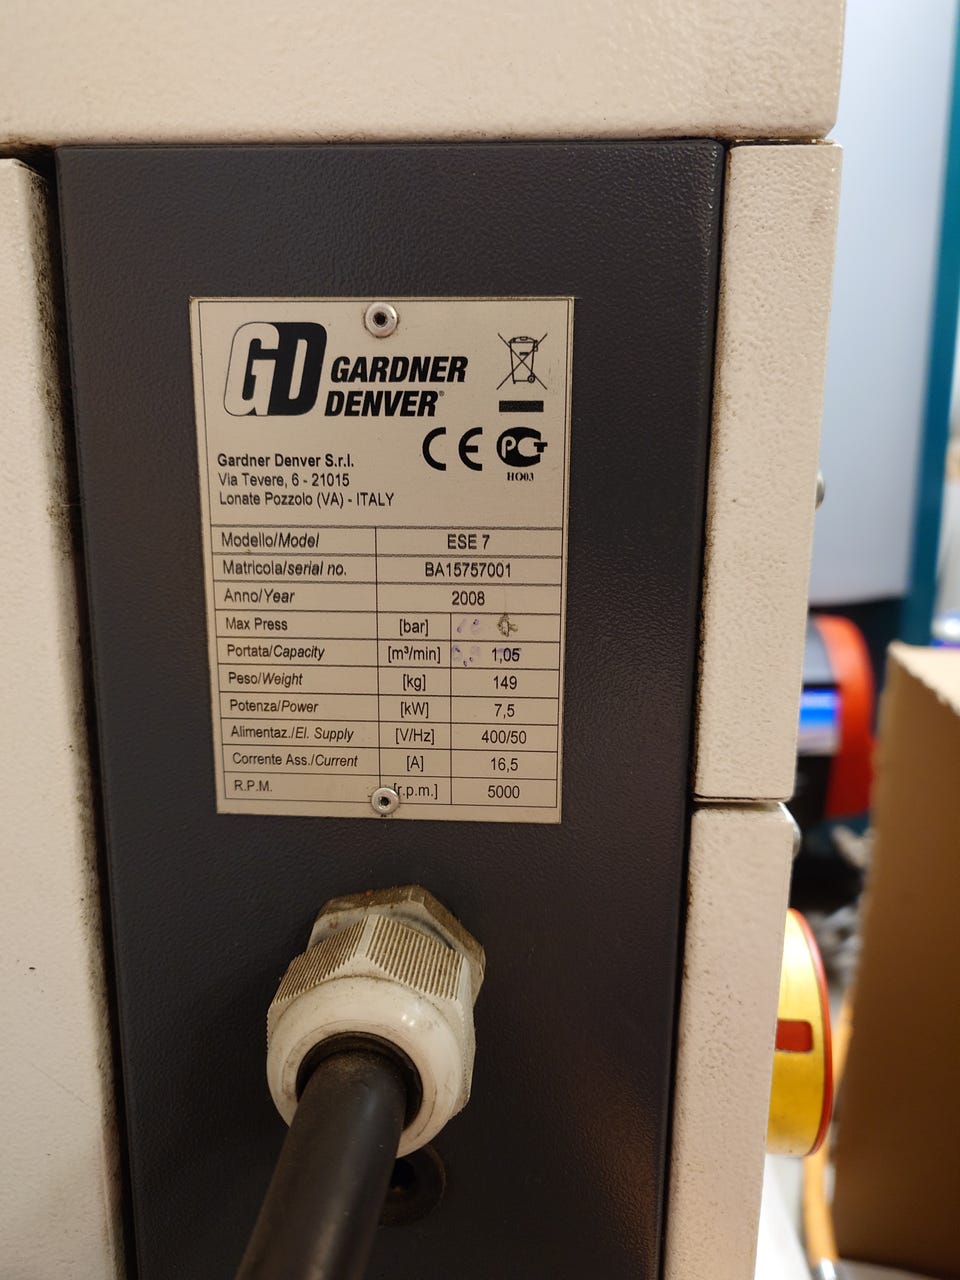 GD GARDNER
DENVER®
CE PCT
HO03
Gardner Denver S.r.l.
Via Tevere, 6 - 21015
Lonate Pozzolo (VA) - ITALY
Modello/Model ESE 7
Matricola/serial no. BA15757001
Anno/Year 2008
Max Press [bar]
Portata/Capacity [m³/min] 1,05
Peso/Weight [kg] 149
Potenza/Power [kW] 7,5
Alimentaz./El. Supply [V/Hz] 400/50
Corrente Ass./Current [A] 16,5
R.P.M. [r.p.m.] 5000